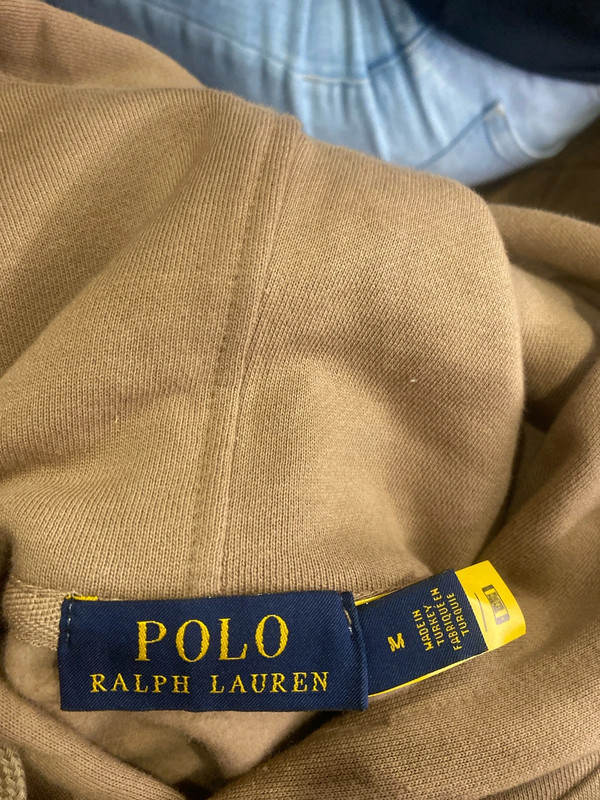 POLO
RALPH LAUREN
M
MADE IN
TURKEY
FABRIQUE EN
TURQUIE